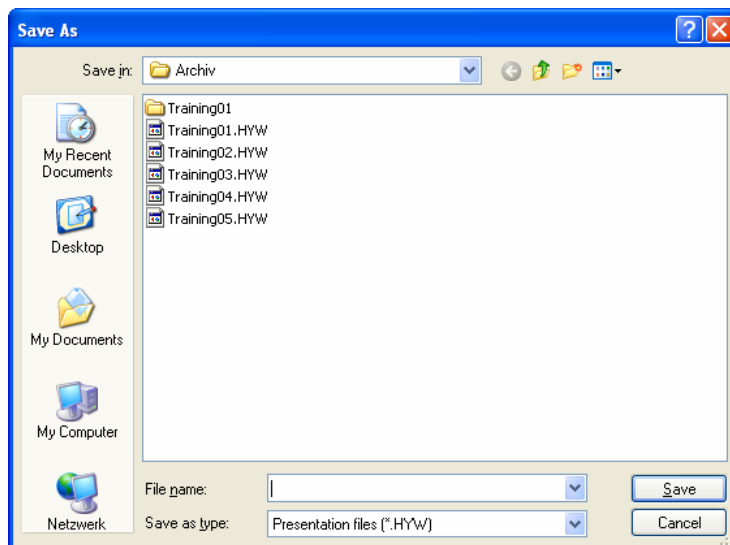 Save As
Save in:
Archiv
My Recent
Documents
Desktop
My Documents
My Computer
Netzwerk
Training01
Training01.HYW
Training02.HYW
Training03.HYW
Training04.HYW
Training05.HYW
File name:
Save
Save as type:
Presentation files (*.HYW)
Cancel